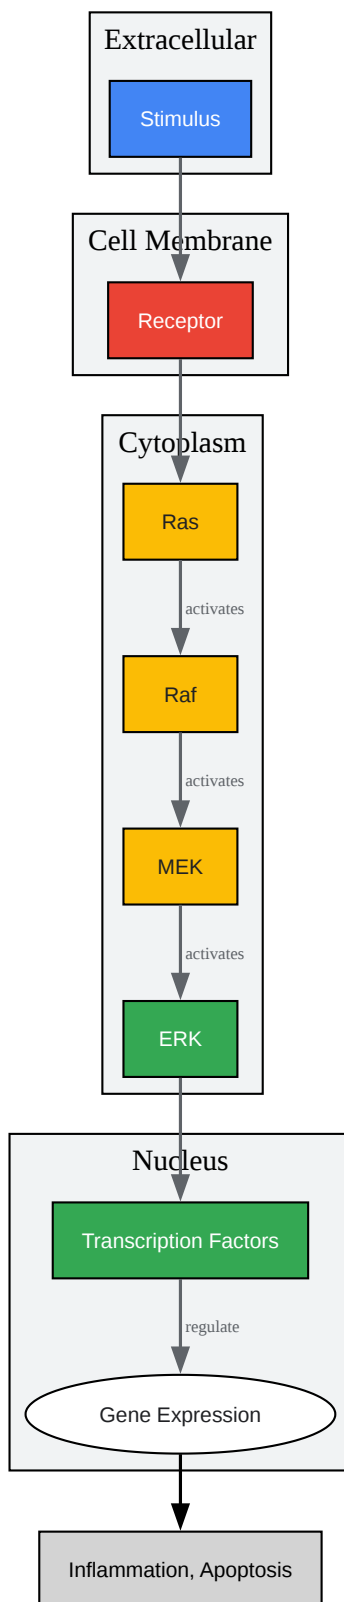 Extracellular
Stimulus
Cell Membrane
Receptor
Cytoplasm
Ras
activates
Raf
activates
MEK
activates
ERK
Nucleus
Transcription Factors
regulate
Gene Expression
Inflammation, Apoptosis